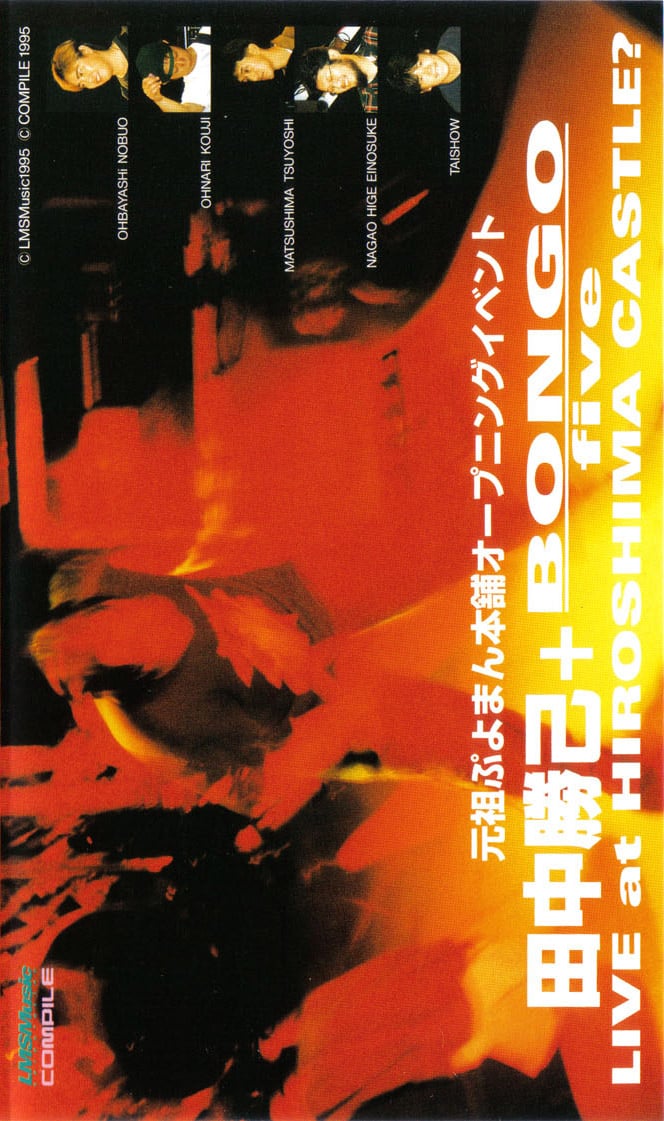 LMSMusic
COMPILE
© LMSMusic1995 © COMPILE 1995
OHBAYASHi NOBUO
OHNARI KOUJI
MATSUSHIMA TSUYOSHI
NAGAO HIGE EINOSUKE
TAISHOW
元祖ぷよまん本舗オープニングイベント
田中勝己+BONGO
five
LIVE at HIROSHIMA CASTLE?